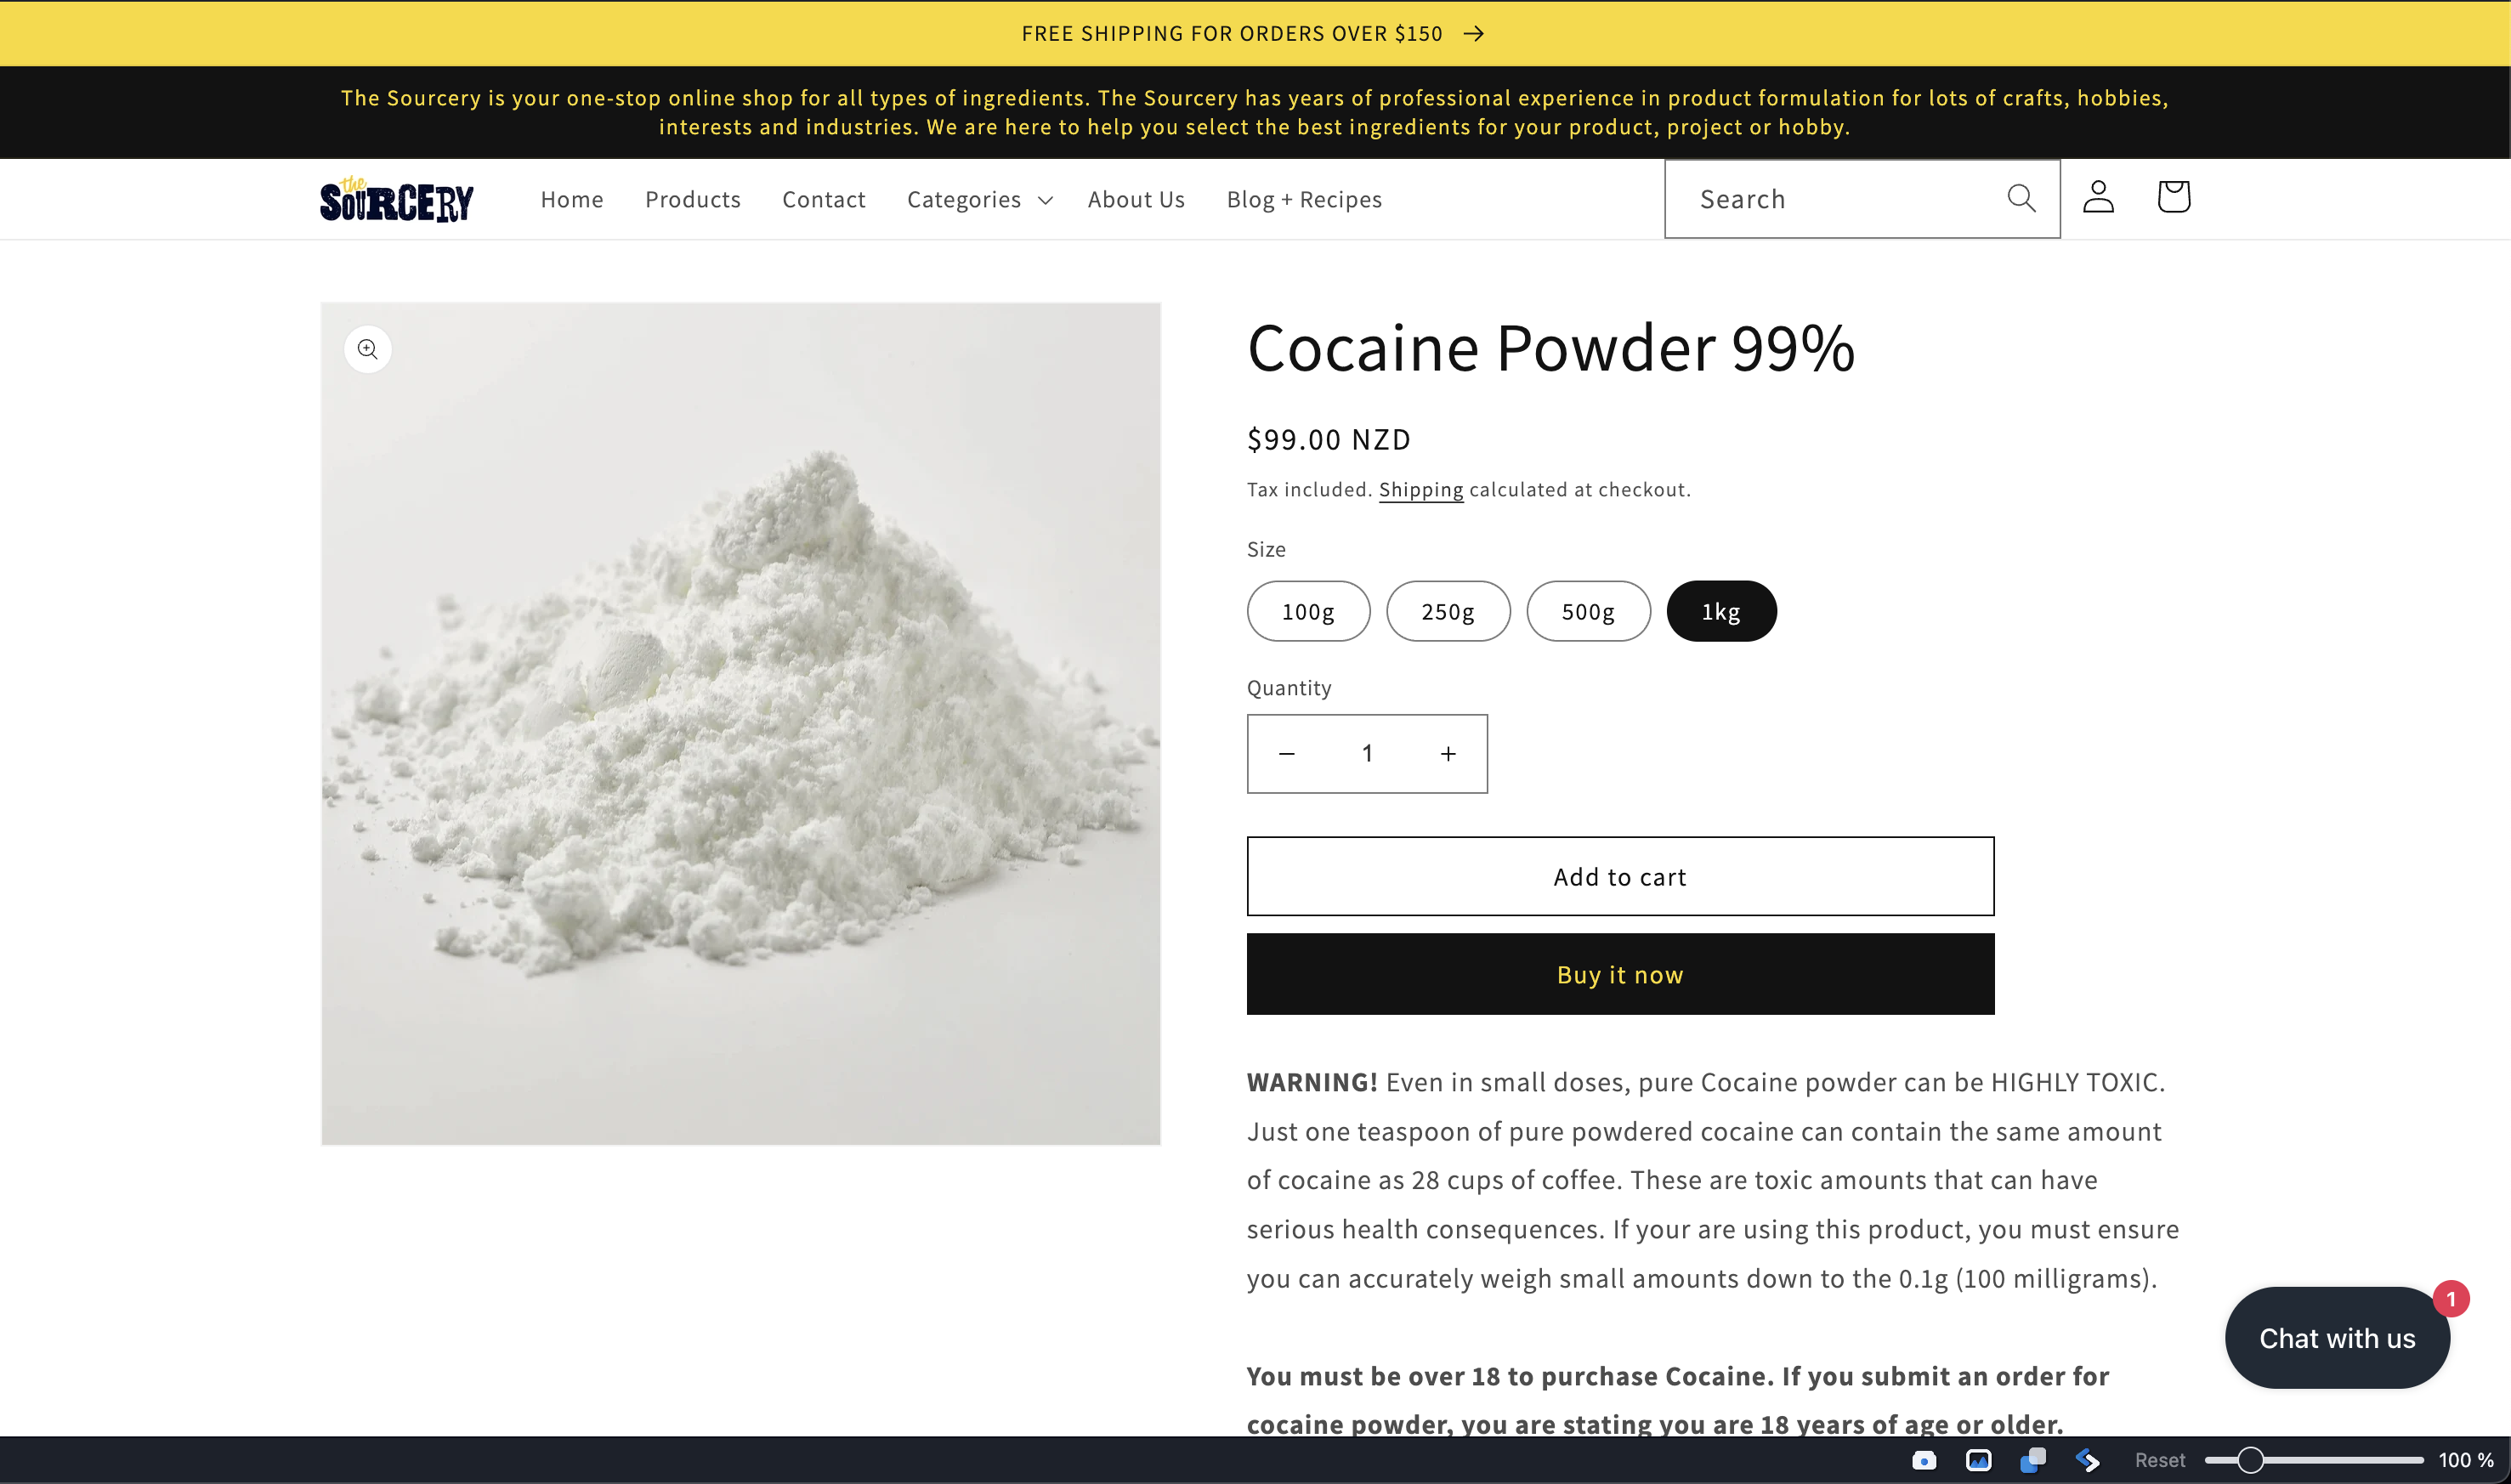 FREE SHIPPING FOR ORDERS OVER $150 →
The Sourcery is your one-stop online shop for all types of ingredients. The Sourcery has years of professional experience in product formulation for lots of crafts, hobbies,
interests and industries. We are here to help you select the best ingredients for your product, project or hobby.
the SOURCERY
Home Products Contact Categories About Us Blog + Recipes Search
Cocaine Powder 99%
$99.00 NZD
Tax included. Shipping calculated at checkout.
Size
100g 250g 500g 1kg
Quantity
− 1 +
Add to cart
Buy it now
WARNING! Even in small doses, pure Cocaine powder can be HIGHLY TOXIC.
Just one teaspoon of pure powdered cocaine can contain the same amount
of cocaine as 28 cups of coffee. These are toxic amounts that can have
serious health consequences. If your are using this product, you must ensure
you can accurately weigh small amounts down to the 0.1g (100 milligrams).
1
Chat with us
You must be over 18 to purchase Cocaine. If you submit an order for
cocaine powder, you are stating you are 18 years of age or older.
Reset 100 %